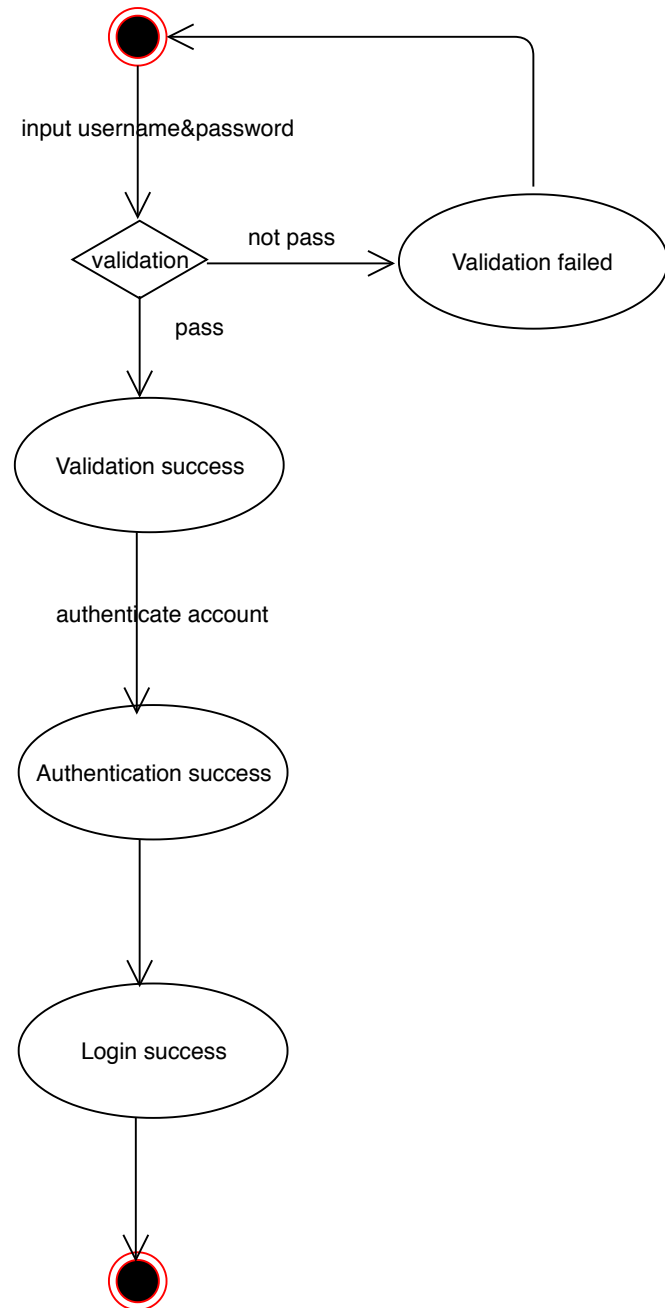 input username&password
validation
not pass
Validation failed
pass
Validation success
authenticate account
Authentication success
Login success